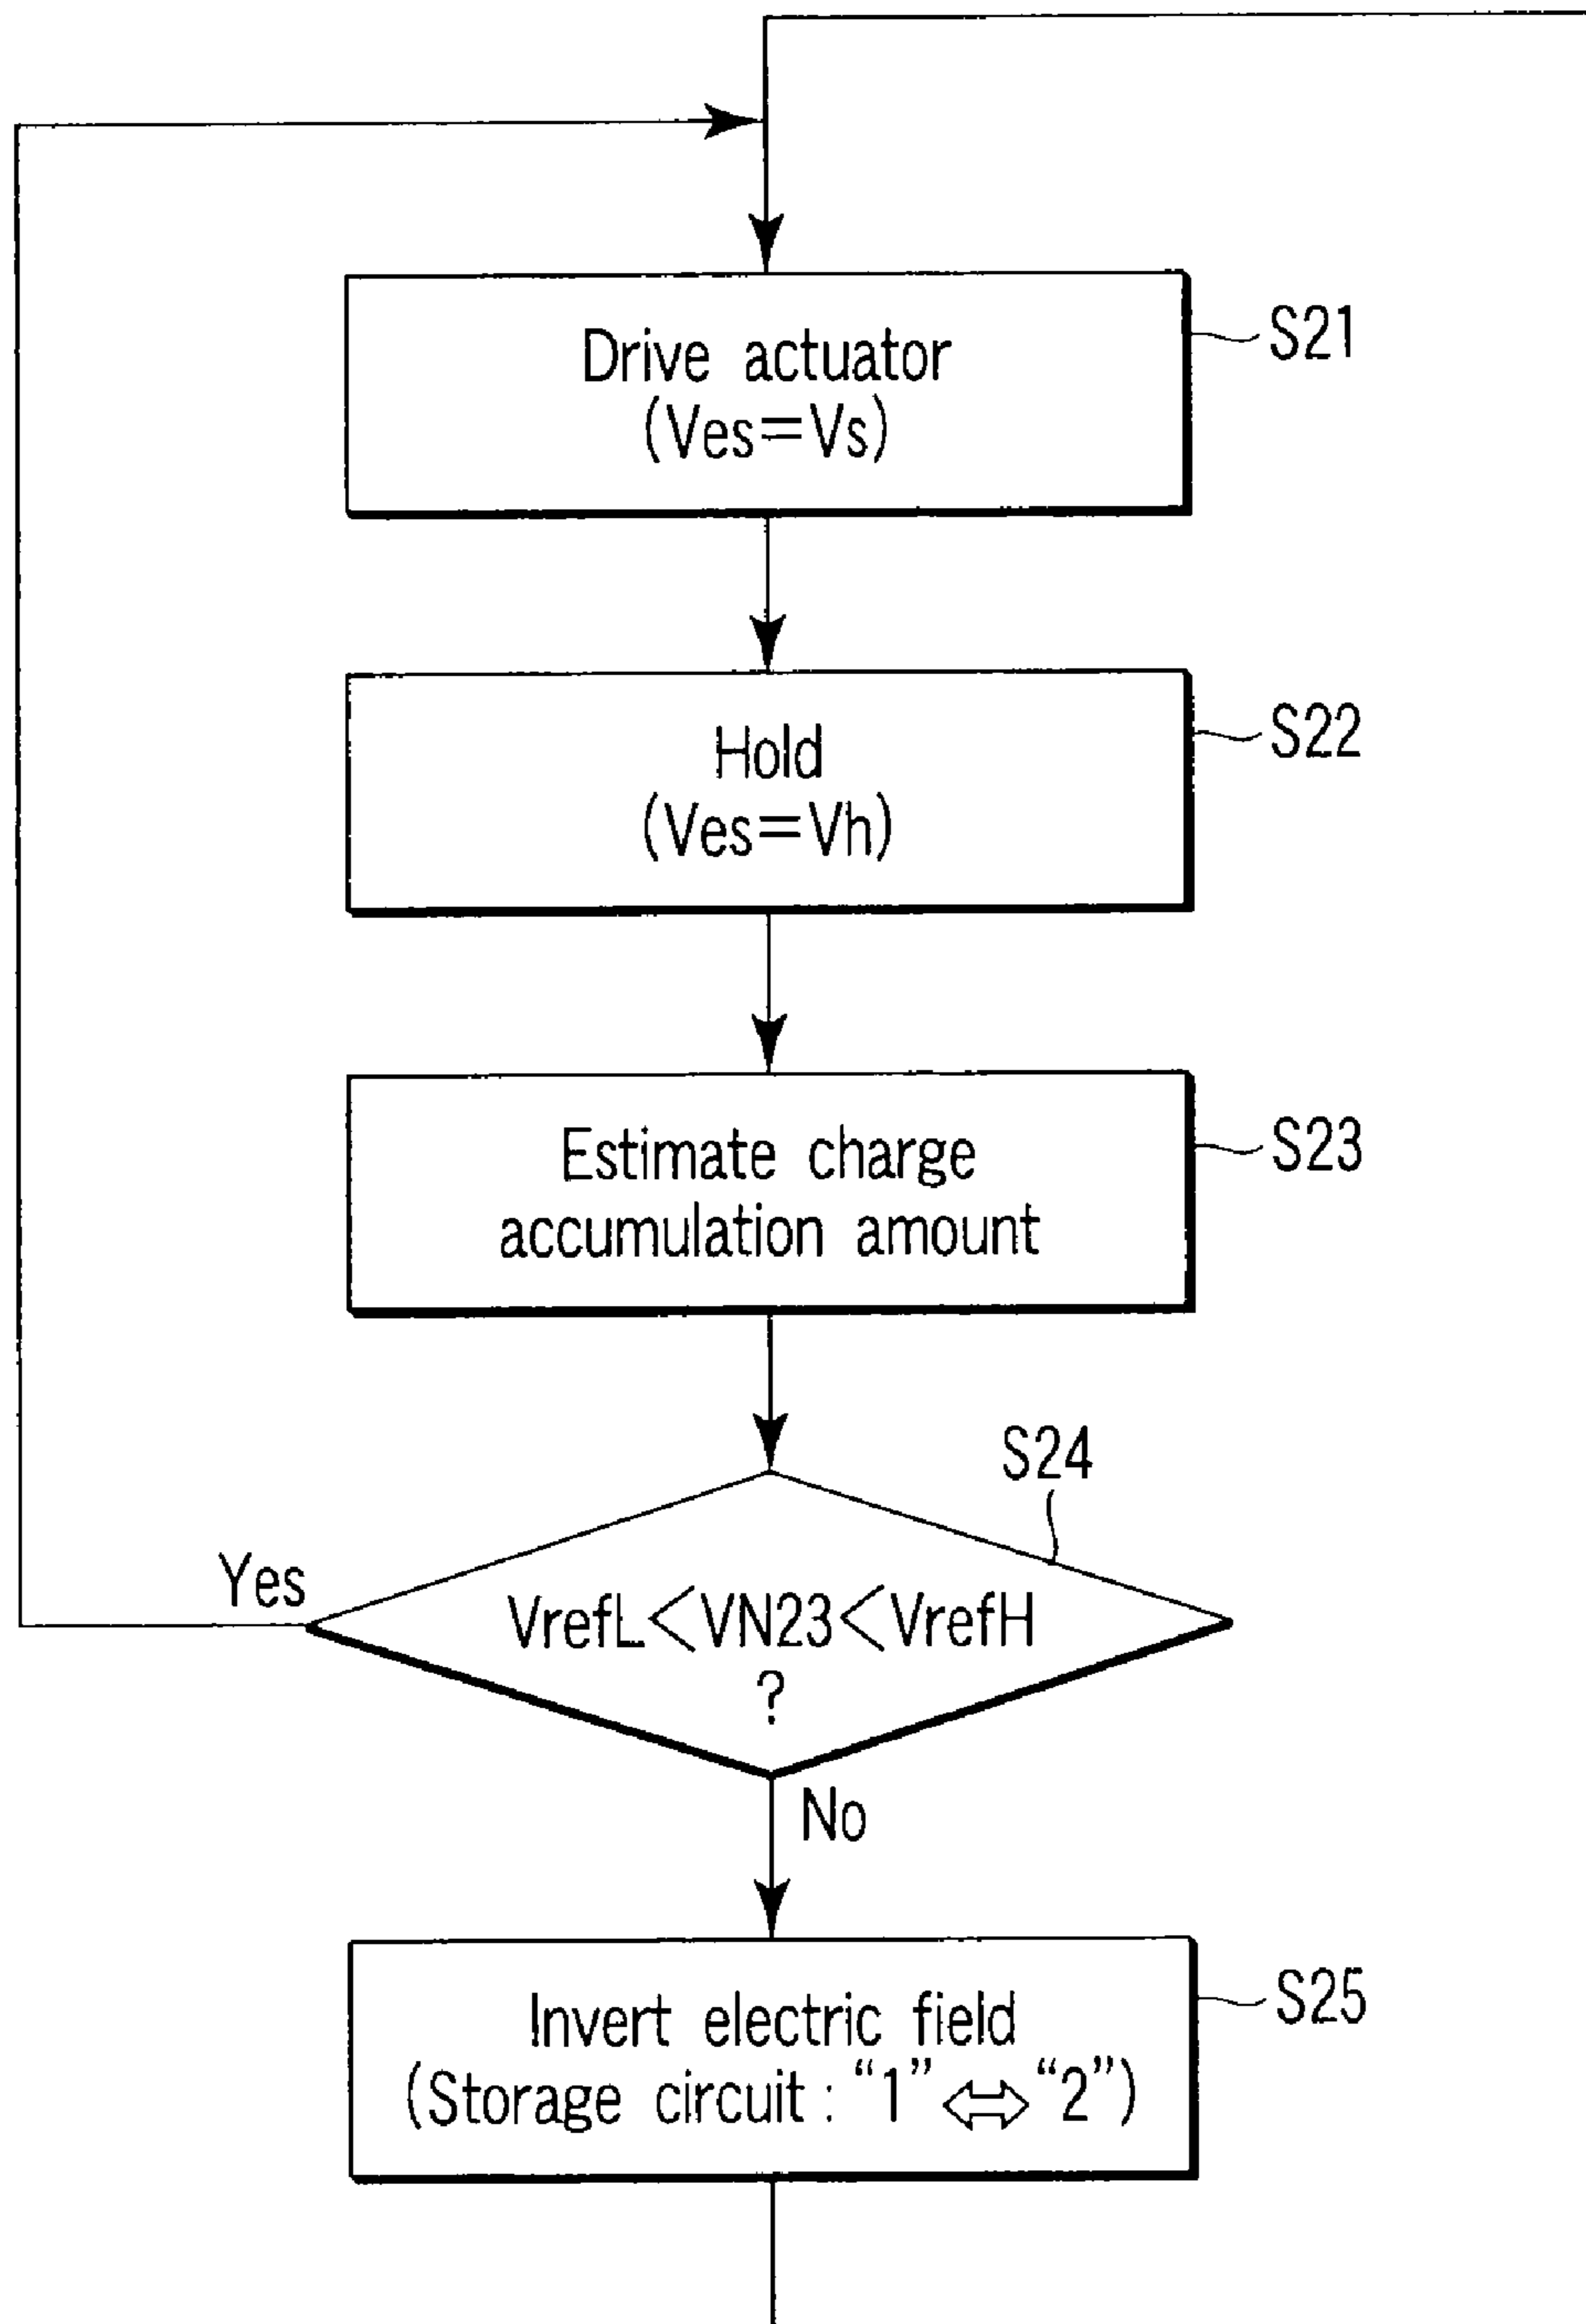 Drive actuator
(Ves=Vs)
S21
Hold
(Ves=Vh)
S22
Estimate charge
accumulation amount
S23
S24
Yes
VrefL<VN23<VrefH
?
No
Invert electric field
(Storage circuit : “1” ⇔ “2”)
S25